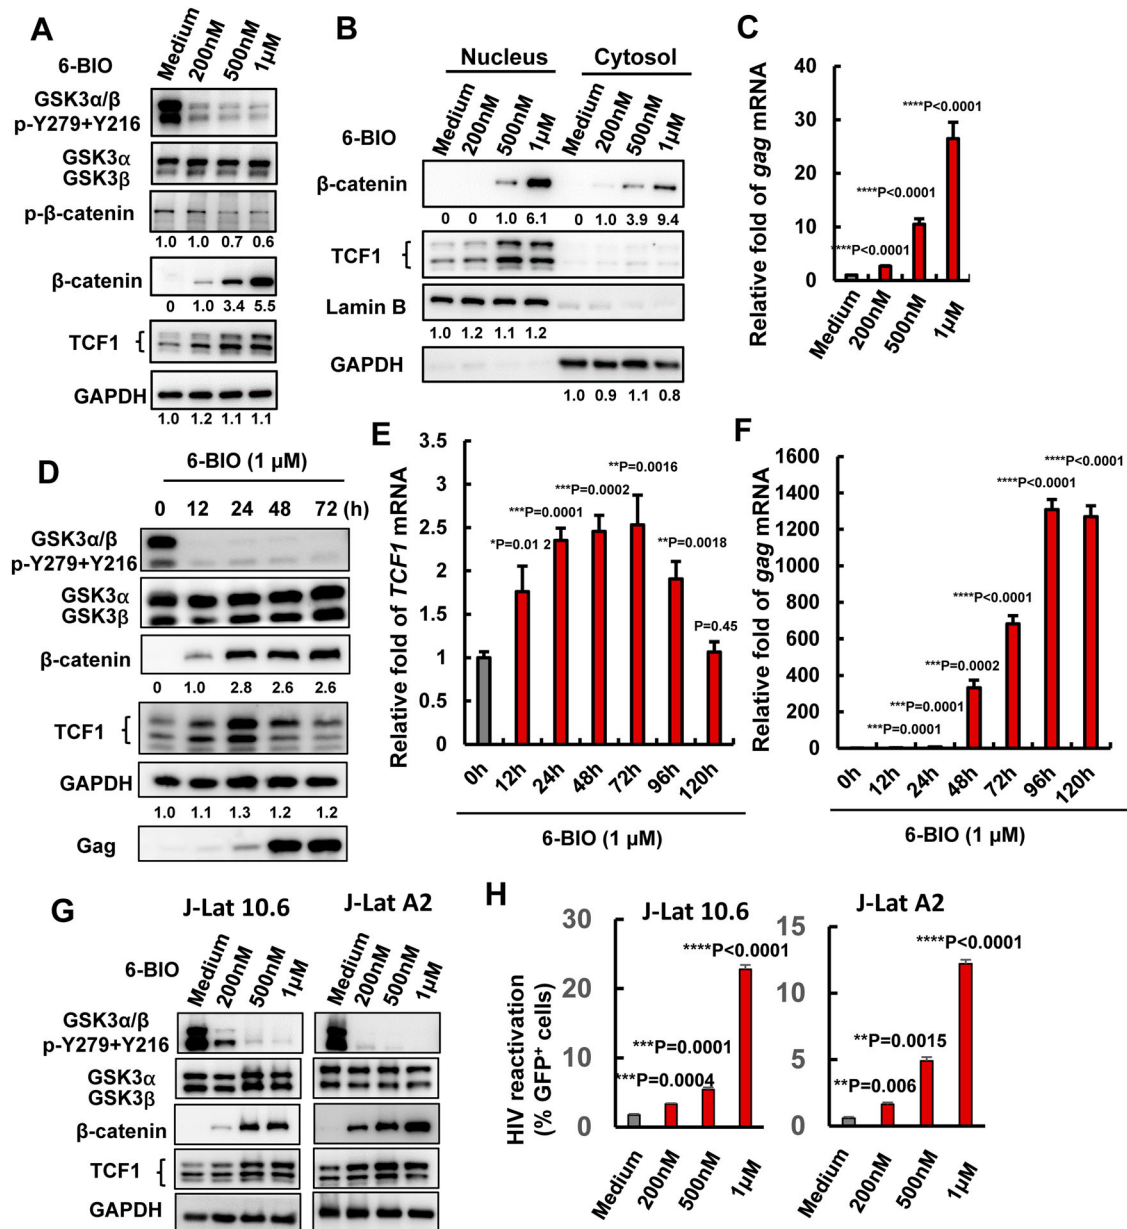 A
6-BIO
Medium
200nM
500nM
1μM
GSK3α/β
p-Y279+Y216
GSK3α
GSK3β
p-β-catenin
1.0 1.0 0.7 0.6
β-catenin
0 1.0 3.4 5.5
TCF1 {
GAPDH
1.0 1.2 1.1 1.1
B
Nucleus Cytosol
6-BIO
Medium
200nM
500nM
1μM
Medium
200nM
500nM
1μM
β-catenin
0 0 1.0 6.1 0 1.0 3.9 9.4
TCF1 {
Lamin B
1.0 1.2 1.1 1.2
GAPDH
1.0 0.9 1.1 0.8
C
Relative fold of gag mRNA
40
30
20
10
0
****P<0.0001
****P<0.0001
****P<0.0001
Medium
200nM
500nM
1μM
D
6-BIO (1 μM)
0 12 24 48 72 (h)
GSK3α/β
p-Y279+Y216
GSK3α
GSK3β
β-catenin
0 1.0 2.8 2.6 2.6
TCF1 {
GAPDH
1.0 1.1 1.3 1.2 1.2
Gag
E
Relative fold of TCF1 mRNA
3.5
3
2.5
2
1.5
1
0.5
0
*P=0.01 2
***P=0.0001
***P=0.0002
**P=0.0016
**P=0.0018
P=0.45
0h
12h
24h
48h
72h
96h
120h
6-BIO (1 μM)
F
Relative fold of gag mRNA
1600
1400
1200
1000
800
600
400
200
0
***P=0.0001
***P=0.0001
***P=0.0002
****P<0.0001
****P<0.0001
****P<0.0001
0h
12h
24h
48h
72h
96h
120h
6-BIO (1 μM)
G
J-Lat 10.6 J-Lat A2
6-BIO
Medium
200nM
500nM
1μM
Medium
200nM
500nM
1μM
GSK3α/β
p-Y279+Y216
GSK3α
GSK3β
β-catenin
TCF1 {
GAPDH
H
HIV reactivation
(% GFP+ cells)
J-Lat 10.6
30
20
10
0
***P=0.0004
***P=0.0001
****P<0.0001
Medium
200nM
500nM
1μM
J-Lat A2
15
10
5
0
**P=0.006
**P=0.0015
****P<0.0001
Medium
200nM
500nM
1μM